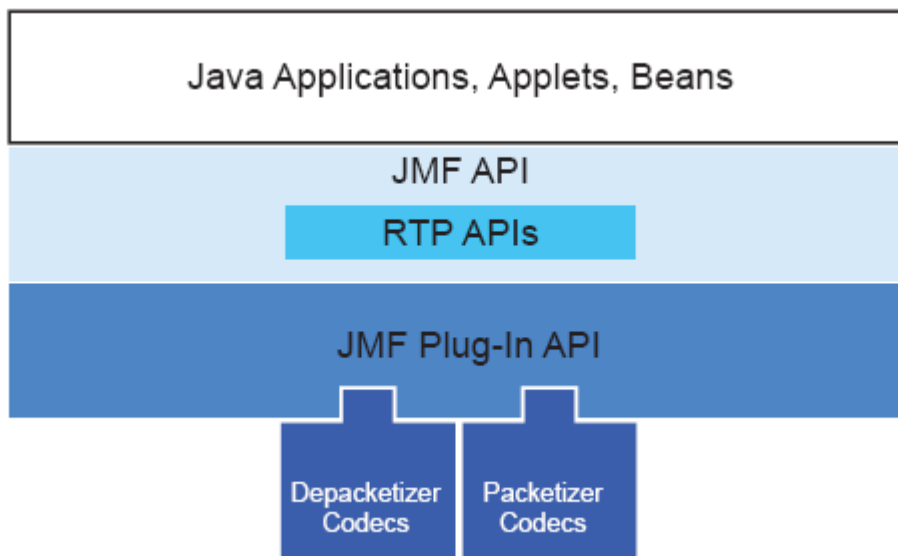 Java Applications, Applets, Beans
JMF API
RTP APIs
JMF Plug-In API
Depacketizer
Codecs
Packetizer
Codecs